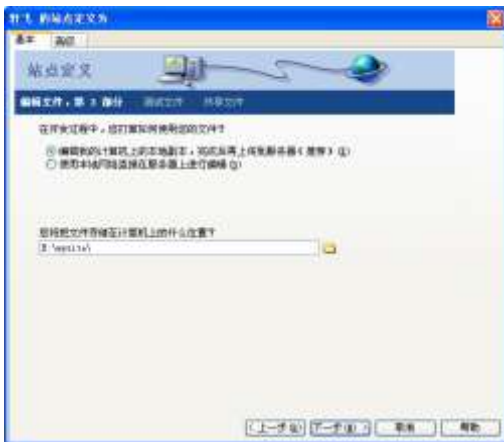 的站点定义为
基本 高级
站点定义
编辑文件，第 3 部分 测试文件 共享文件
在开发过程中，您打算如何使用您的文件？
编辑我的计算机上的本地副本，完成后再上传到服务器（推荐）(E)
使用本地网络直接在服务器上进行编辑(D)
您将把文件存储在计算机上的什么位置？
\mysite\
<上一步(B) 下一步(N)> 取消 帮助